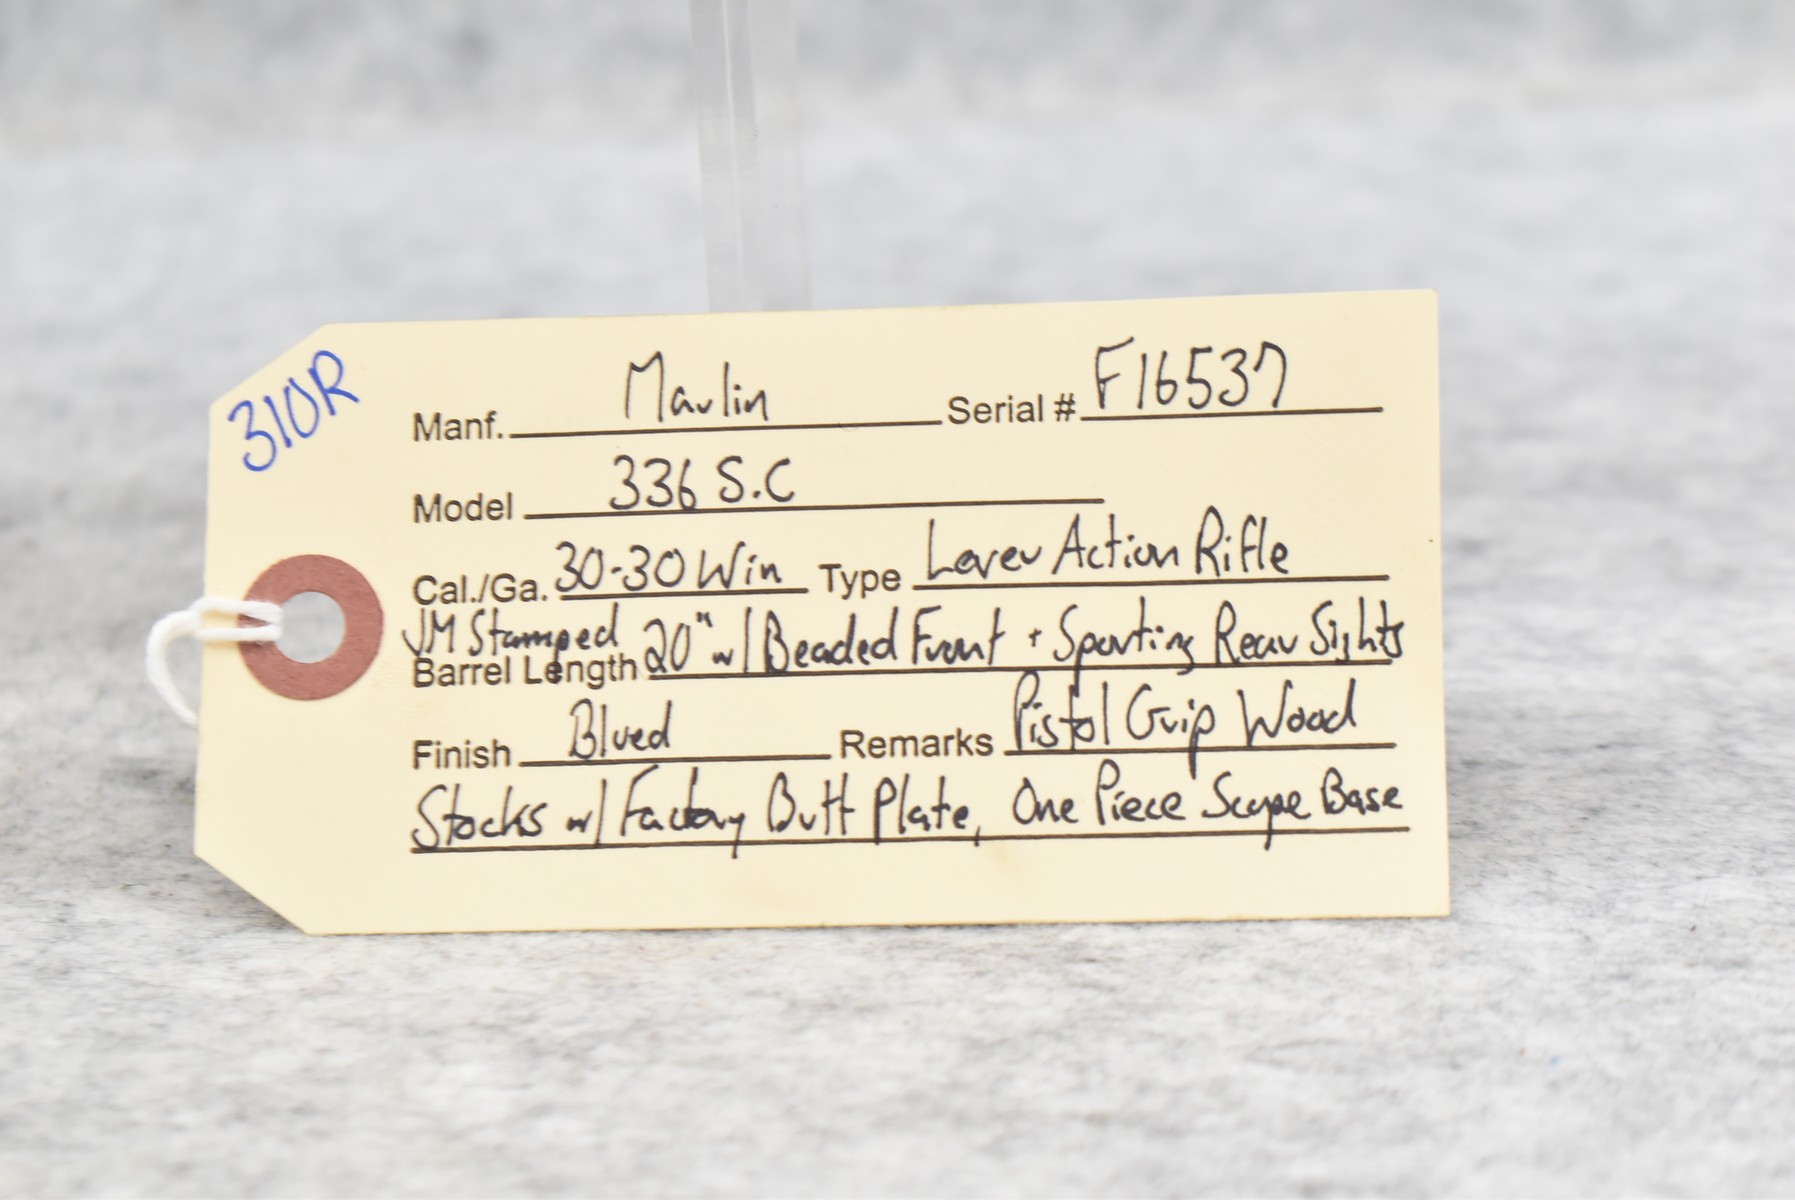 310R
Manf. Marlin Serial # F16537
Model 336 S.C
Cal./Ga. 30-30 Win Type Lever Action Rifle
JM Stamped
Barrel Length 20" w/ Beaded Front + Sporting Rear Sights
Finish Blued Remarks Pistol Grip Wood
Stocks w/ Factory Butt Plate, One Piece Scope Base